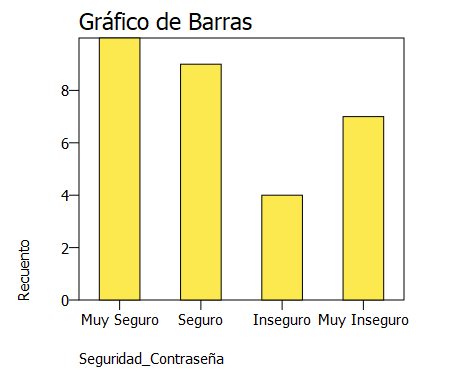 Gráfico de Barras
8
6
4
2
0
Recuento
Muy Seguro Seguro Inseguro Muy Inseguro
Seguridad_Contraseña